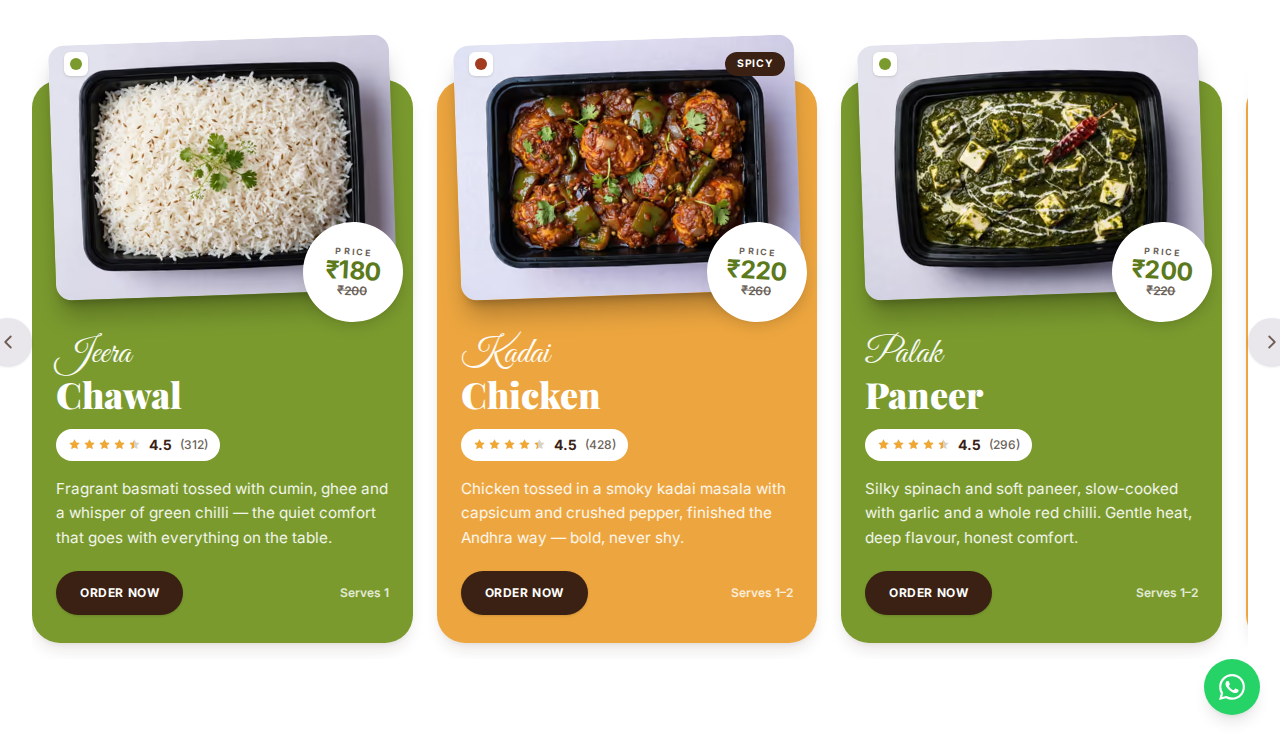 SPICY
PRICE
₹180
₹200
PRICE
₹220
₹260
PRICE
₹200
₹220
Jeera
Chawal
4.5 (312)
Fragrant basmati tossed with cumin, ghee and
a whisper of green chilli — the quiet comfort
that goes with everything on the table.
ORDER NOW
Serves 1
Kadai
Chicken
4.5 (428)
Chicken tossed in a smoky kadai masala with
capsicum and crushed pepper, finished the
Andhra way — bold, never shy.
ORDER NOW
Serves 1–2
Palak
Paneer
4.5 (296)
Silky spinach and soft paneer, slow-cooked
with garlic and a whole red chilli. Gentle heat,
deep flavour, honest comfort.
ORDER NOW
Serves 1–2